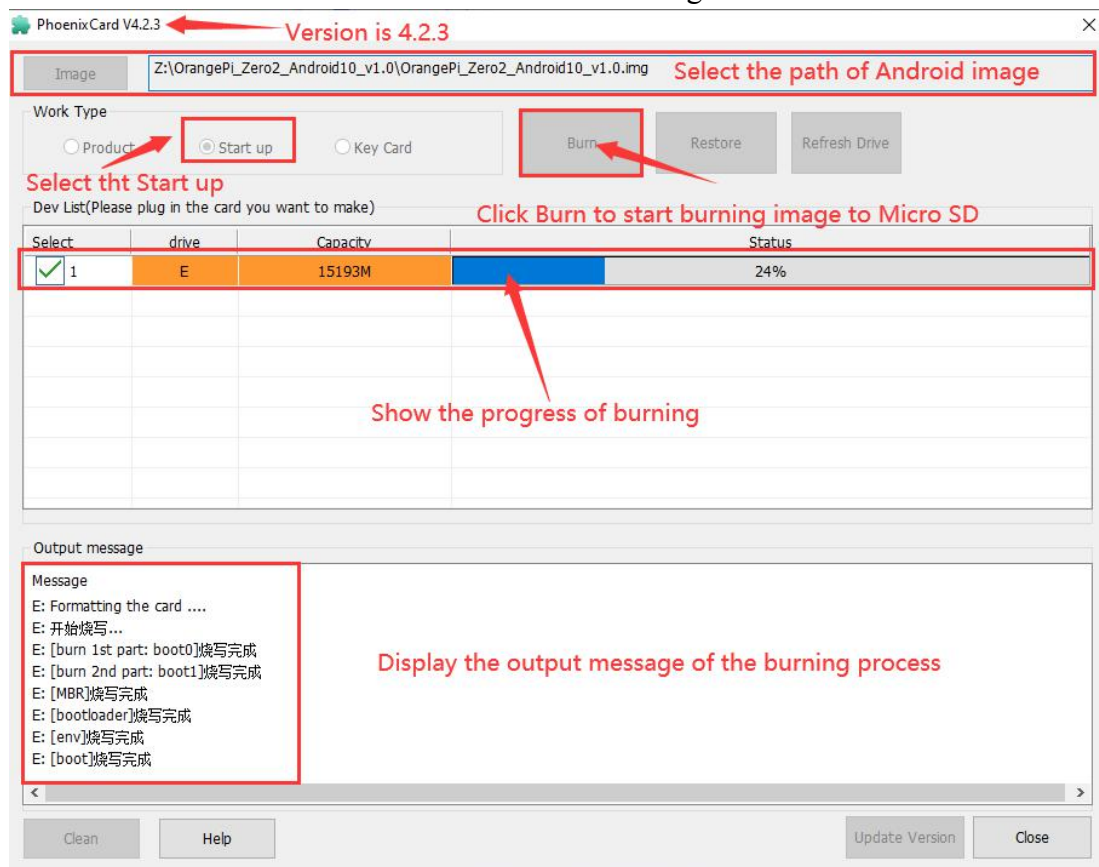 PhoenixCard V4.2.3
Version is 4.2.3
Image
Z:\OrangePi_Zero2_Android10_v1.0\OrangePi_Zero2_Android10_v1.0.img
Select the path of Android image
Work Type
Product
Start up
Key Card
Burn
Restore
Refresh Drive
Select tht Start up
Dev List(Please plug in the card you want to make)
Click Burn to start burning image to Micro SD
Select drive Capacity Status
1 E 15193M 24%
Show the progress of burning
Output message
Message
E: Formatting the card ....
E: 开始烧写...
E: [burn 1st part: boot0]烧写完成
E: [burn 2nd part: boot1]烧写完成
E: [MBR]烧写完成
E: [bootloader]烧写完成
E: [env]烧写完成
E: [boot]烧写完成
Display the output message of the burning process
Clean
Help
Update Version
Close